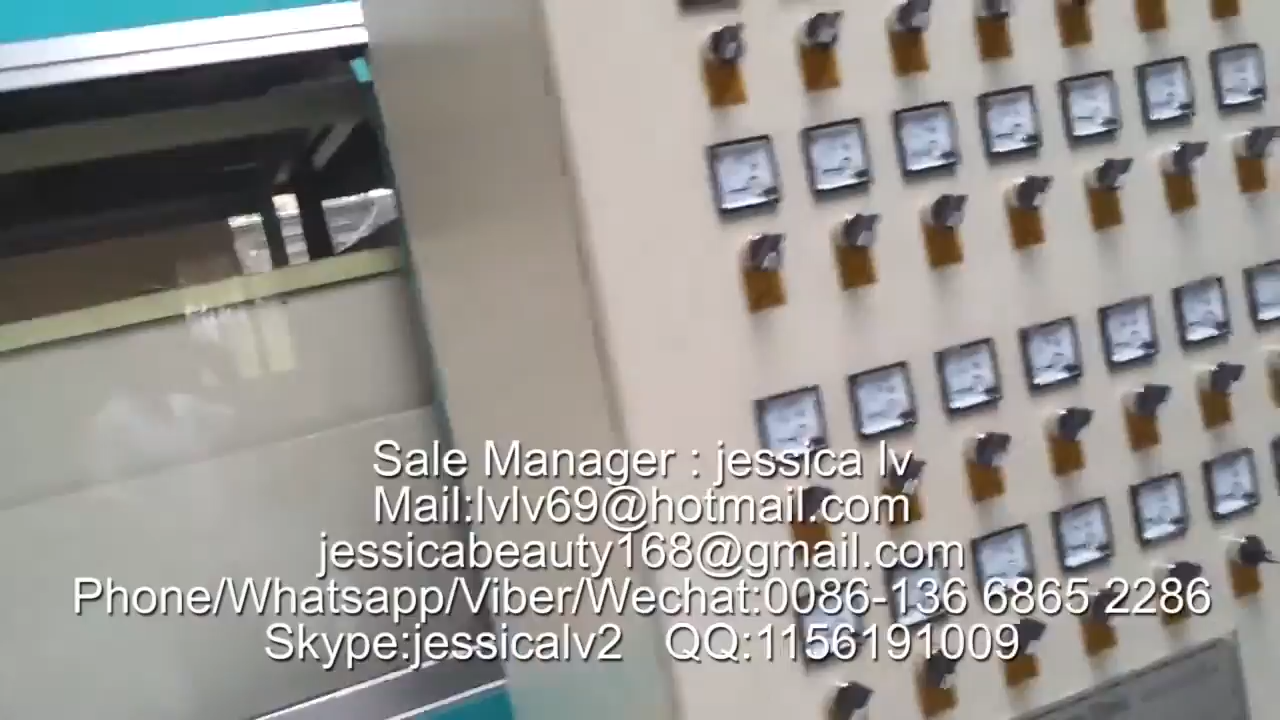 Sale Manager : jessica lv
Mail:lvlv69@hotmail.com
jessicabeauty168@gmail.com
Phone/Whatsapp/Viber/Wechat:0086-136 6865 2286
Skype:jessicalv2 QQ:1156191009